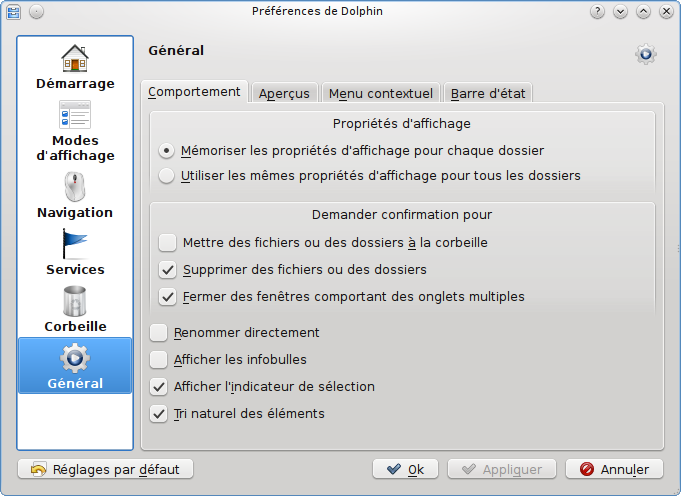 Préférences de Dolphin
Démarrage
Modes
d'affichage
Navigation
Services
Corbeille
Général
Général
Comportement
Aperçus
Menu contextuel
Barre d'état
Propriétés d'affichage
Mémoriser les propriétés d'affichage pour chaque dossier
Utiliser les mêmes propriétés d'affichage pour tous les dossiers
Demander confirmation pour
Mettre des fichiers ou des dossiers à la corbeille
Supprimer des fichiers ou des dossiers
Fermer des fenêtres comportant des onglets multiples
Renommer directement
Afficher les infobulles
Afficher l'indicateur de sélection
Tri naturel des éléments
Réglages par défaut
Ok
Appliquer
Annuler